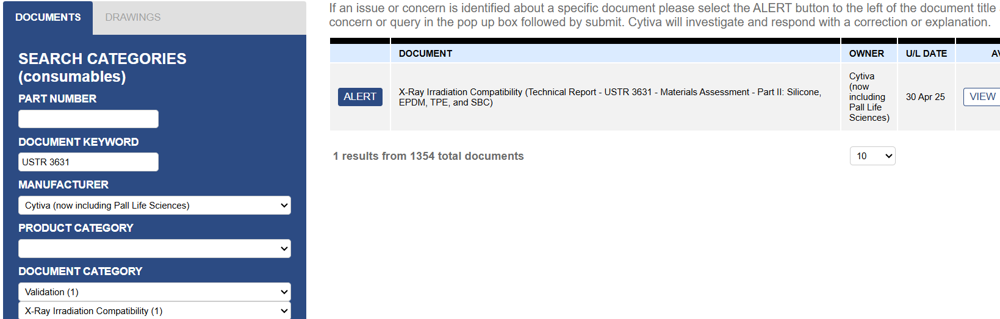 DOCUMENTS
DRAWINGS
SEARCH CATEGORIES
(consumables)
PART NUMBER
DOCUMENT KEYWORD
USTR 3631
MANUFACTURER
Cytiva (now including Pall Life Sciences)
PRODUCT CATEGORY
DOCUMENT CATEGORY
Validation (1)
X-Ray Irradiation Compatibility (1)
If an issue or concern is identified about a specific document please select the ALERT button to the left of the document title
concern or query in the pop up box followed by submit. Cytiva will investigate and respond with a correction or explanation.
DOCUMENT
OWNER
U/L DATE
ALERT
X-Ray Irradiation Compatibility (Technical Report - USTR 3631 - Materials Assessment - Part II: Silicone,
EPDM, TPE, and SBC)
Cytiva
(now
including
Pall Life
Sciences)
30 Apr 25
VIEW
1 results from 1354 total documents
10